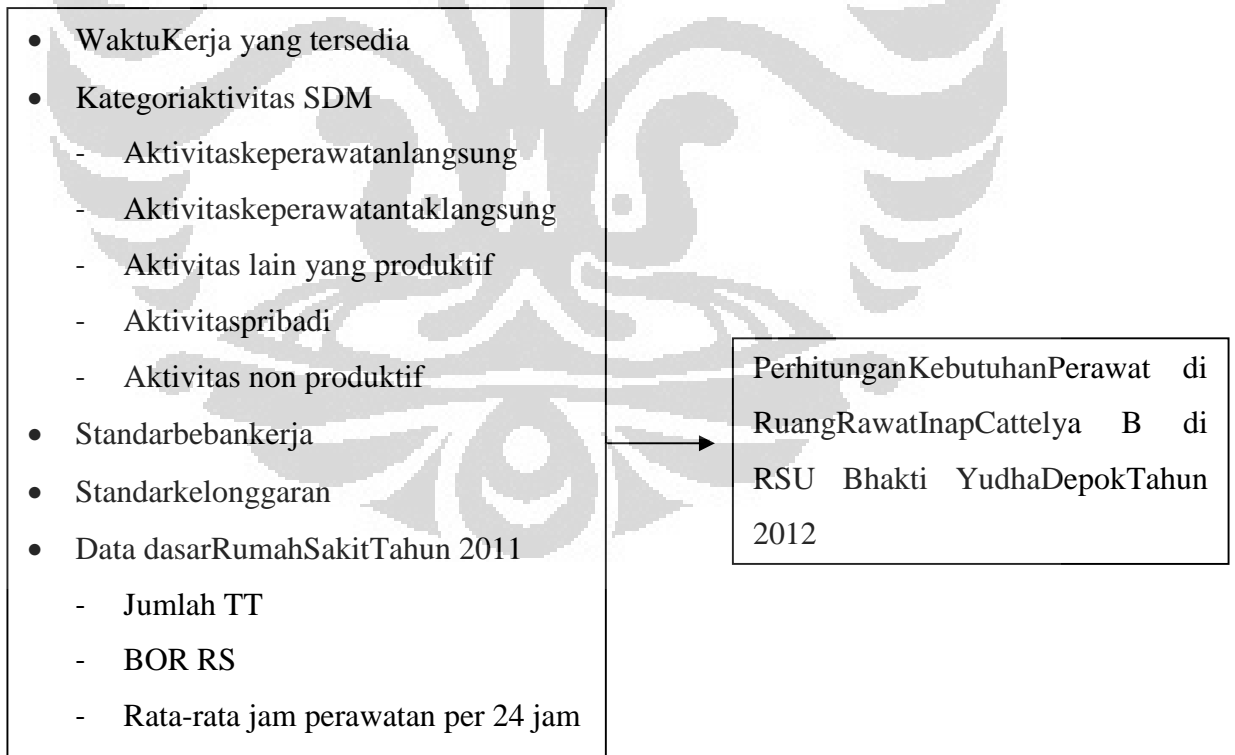 • WaktuKerja yang tersedia
• Kategoriaktivitas SDM
- Aktivitaskeperawatanlangsung
- Aktivitaskeperawatantaklangsung
- Aktivitas lain yang produktif
- Aktivitaspribadi
- Aktivitas non produktif
• Standarbebankerja
• Standarkelonggaran
• Data dasarRumahSakitTahun 2011
- Jumlah TT
- BOR RS
- Rata-rata jam perawatan per 24 jam
PerhitunganKebutuhanPerawat di
RuangRawatInapCattelya B di
RSU Bhakti YudhaDepokTahun
2012